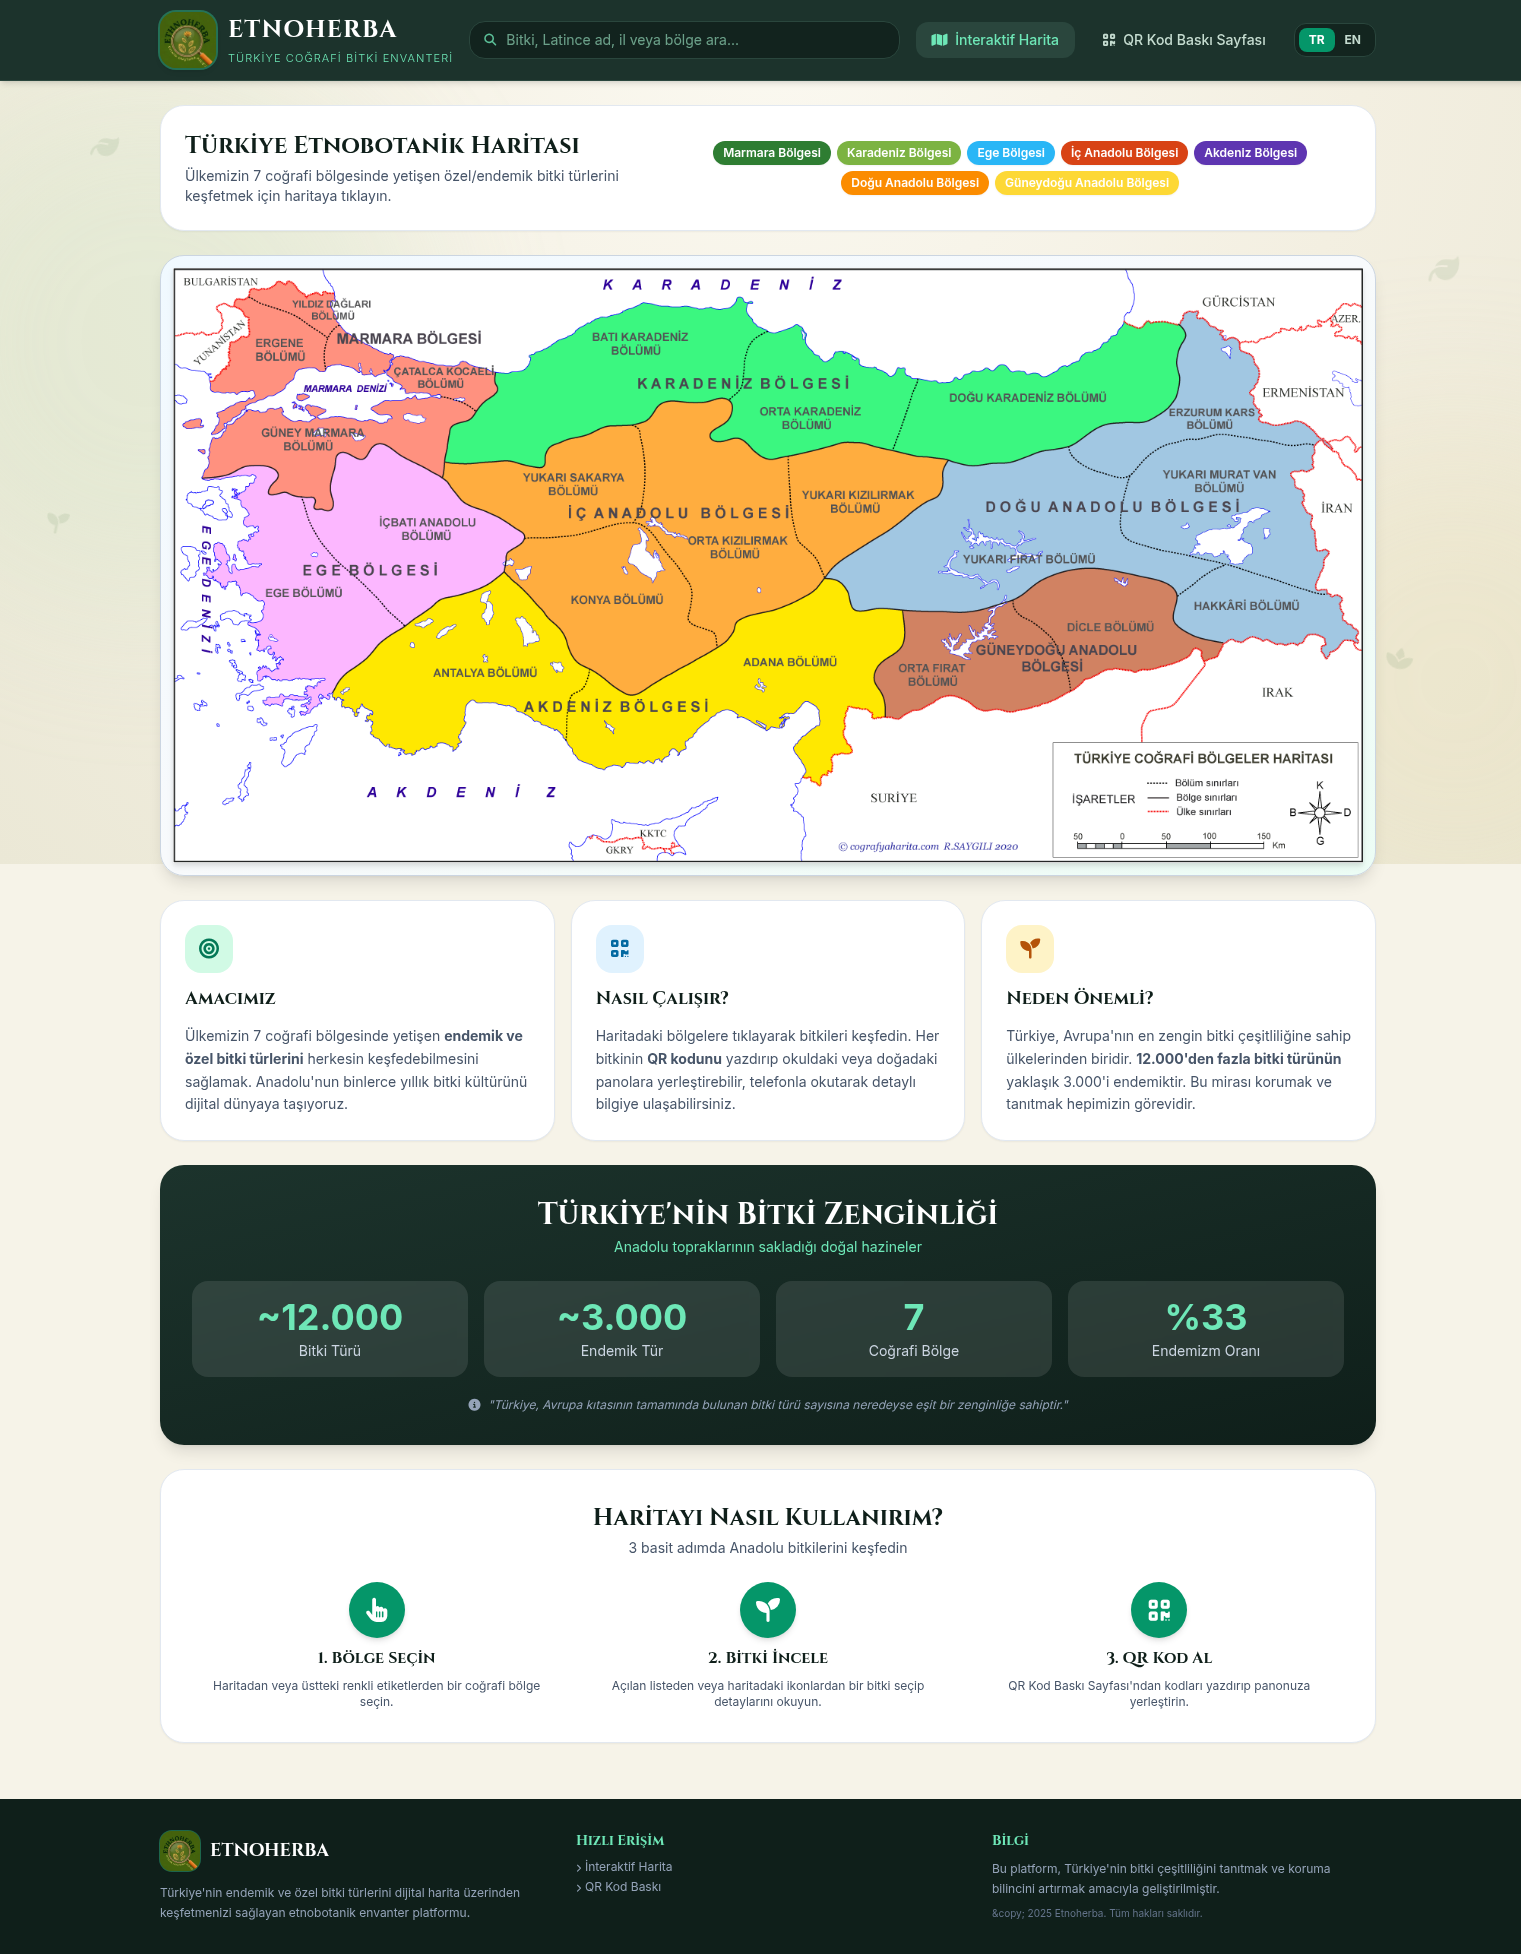 ETNOHERBA
TÜRKİYE COĞRAFİ BİTKİ ENVANTERİ
Bitki, Latince ad, il veya bölge ara...
İnteraktif Harita
QR Kod Baskı Sayfası
TR
EN
Türkiye Etnobotanik Haritası
Ülkemizin 7 coğrafi bölgesinde yetişen özel/endemik bitki türlerini
keşfetmek için haritaya tıklayın.
Marmara Bölgesi
Karadeniz Bölgesi
Ege Bölgesi
İç Anadolu Bölgesi
Akdeniz Bölgesi
Doğu Anadolu Bölgesi
Güneydoğu Anadolu Bölgesi
BULGARİSTAN
KARADENİZ
GÜRCİSTAN
AZER.
YILDIZ DAĞLARI
BÖLÜMÜ
YUNANİSTAN
ERGENE
BÖLÜMÜ
MARMARA BÖLGESİ
BATI KARADENİZ
BÖLÜMÜ
ÇATALCA KOCAELİ
BÖLÜMÜ
MARMARA DENİZİ
KARADENİZ BÖLGESİ
ERMENİSTAN
DOĞU KARADENİZ BÖLÜMÜ
ORTA KARADENİZ
BÖLÜMÜ
ERZURUM KARS
BÖLÜMÜ
GÜNEY MARMARA
BÖLÜMÜ
YUKARI SAKARYA
BÖLÜMÜ
YUKARI MURAT VAN
BÖLÜMÜ
YUKARI KIZILIRMAK
BÖLÜMÜ
İÇ ANADOLU BÖLGESİ
DOĞU ANADOLU BÖLGESİ
İRAN
İÇBATI ANADOLU
BÖLÜMÜ
ORTA KIZILIRMAK
BÖLÜMÜ
YUKARI FIRAT BÖLÜMÜ
EGE DENİZİ
EGE BÖLGESİ
EGE BÖLÜMÜ
KONYA BÖLÜMÜ
HAKKÂRİ BÖLÜMÜ
DİCLE BÖLÜMÜ
GÜNEYDOĞU ANADOLU
BÖLGESİ
ADANA BÖLÜMÜ
ORTA FIRAT
BÖLÜMÜ
ANTALYA BÖLÜMÜ
IRAK
AKDENİZ BÖLGESİ
AKDENİZ
SURİYE
KKTC
GKRY
© cografyaharita.com R.SAYGILI 2020
TÜRKİYE COĞRAFİ BÖLGELER HARİTASI
İŞARETLER
Bölüm sınırları
Bölge sınırları
Ülke sınırları
50 0 50 100 150
Km
K
B
D
G
Amacımız
Ülkemizin 7 coğrafi bölgesinde yetişen endemik ve
özel bitki türlerini herkesin keşfedebilmesini
sağlamak. Anadolu'nun binlerce yıllık bitki kültürünü
dijital dünyaya taşıyoruz.
Nasıl Çalışır?
Haritadaki bölgelere tıklayarak bitkileri keşfedin. Her
bitkinin QR kodunu yazdırıp okuldaki veya doğadaki
panolara yerleştirebilir, telefonla okutarak detaylı
bilgiye ulaşabilirsiniz.
Neden Önemli?
Türkiye, Avrupa'nın en zengin bitki çeşitliliğine sahip
ülkelerinden biridir. 12.000'den fazla bitki türünün
yaklaşık 3.000'i endemiktir. Bu mirası korumak ve
tanıtmak hepimizin görevidir.
Türkiye'nin Bitki Zenginliği
Anadolu topraklarının sakladığı doğal hazineler
~12.000
Bitki Türü
~3.000
Endemik Tür
7
Coğrafi Bölge
%33
Endemizm Oranı
"Türkiye, Avrupa kıtasının tamamında bulunan bitki türü sayısına neredeyse eşit bir zenginliğe sahiptir."
Haritayı Nasıl Kullanırım?
3 basit adımda Anadolu bitkilerini keşfedin
1. Bölge Seçin
Haritadan veya üstteki renkli etiketlerden bir coğrafi bölge
seçin.
2. Bitki İncele
Açılan listeden veya haritadaki ikonlardan bir bitki seçip
detaylarını okuyun.
3. QR Kod Al
QR Kod Baskı Sayfası'ndan kodları yazdırıp panonuza
yerleştirin.
ETNOHERBA
Türkiye'nin endemik ve özel bitki türlerini dijital harita üzerinden
keşfetmenizi sağlayan etnobotanik envanter platformu.
Hızlı Erişim
İnteraktif Harita
QR Kod Baskı
Bilgi
Bu platform, Türkiye'nin bitki çeşitliliğini tanıtmak ve koruma
bilincini artırmak amacıyla geliştirilmiştir.
&copy; 2025 Etnoherba. Tüm hakları saklıdır.